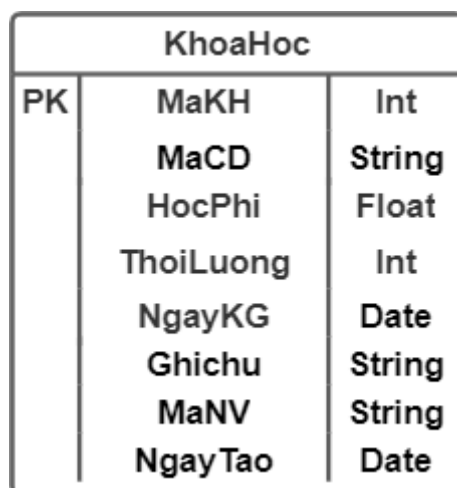 KhoaHoc
PK MaKH Int
MaCD String
HocPhi Float
ThoiLuong Int
NgayKG Date
Ghichu String
MaNV String
NgayTao Date